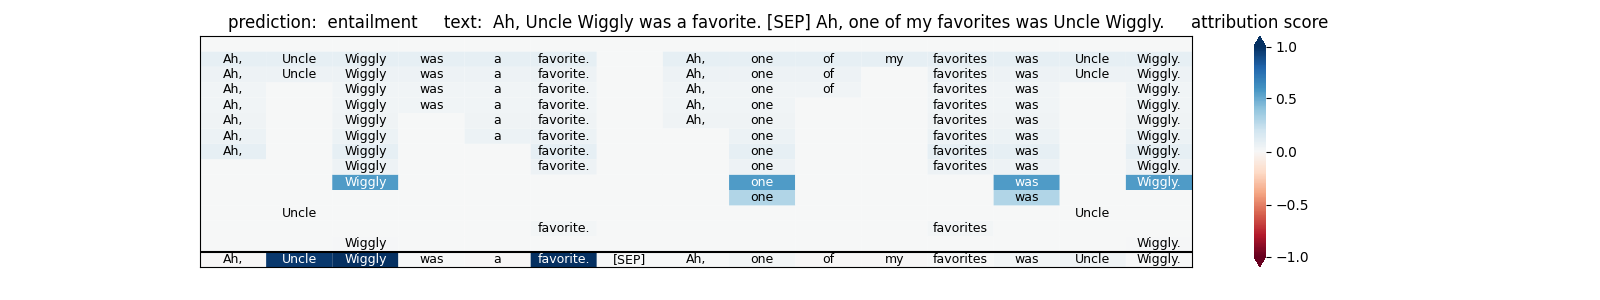 prediction:  entailment     text:  Ah, Uncle Wiggly was a favorite. [SEP] Ah, one of my favorites was Uncle Wiggly.     attribution score
Ah, Uncle Wiggly was a favorite. Ah, one of my favorites was Uncle Wiggly.
Ah, Uncle Wiggly was a favorite. Ah, one of favorites was Uncle Wiggly.
Ah, Wiggly was a favorite. Ah, one of favorites was Wiggly.
Ah, Wiggly was a favorite. Ah, one favorites was Wiggly.
Ah, Wiggly a favorite. Ah, one favorites was Wiggly.
Ah, Wiggly a favorite. one favorites was Wiggly.
Ah, Wiggly favorite. one favorites was Wiggly.
Wiggly favorite. one favorites was Wiggly.
Wiggly one was Wiggly.
one was
Uncle Uncle
favorite. favorites
Wiggly Wiggly.
Ah, Uncle Wiggly was a favorite. [SEP] Ah, one of my favorites was Uncle Wiggly.
1.0
0.5
0.0
−0.5
−1.0